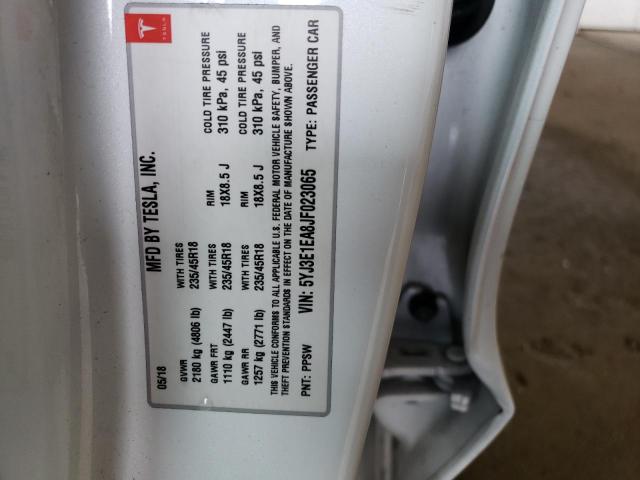 TESLA
MFD BY TESLA, INC.
05/18
GVWR WITH TIRES
2180 kg (4806 lb) 235/45R18
GAWR FRT WITH TIRES RIM COLD TIRE PRESSURE
1110 kg (2447 lb) 235/45R18 18X8.5 J 310 kPa, 45 psi
GAWR RR WITH TIRES RIM COLD TIRE PRESSURE
1257 kg (2771 lb) 235/45R18 18X8.5 J 310 kPa, 45 psi
THIS VEHICLE CONFORMS TO ALL APPLICABLE U.S. FEDERAL MOTOR VEHICLE SAFETY, BUMPER, AND
THEFT PREVENTION STANDARDS IN EFFECT ON THE DATE OF MANUFACTURE SHOWN ABOVE.
PNT: PPSW VIN: 5YJ3E1EA8JF023065 TYPE: PASSENGER CAR